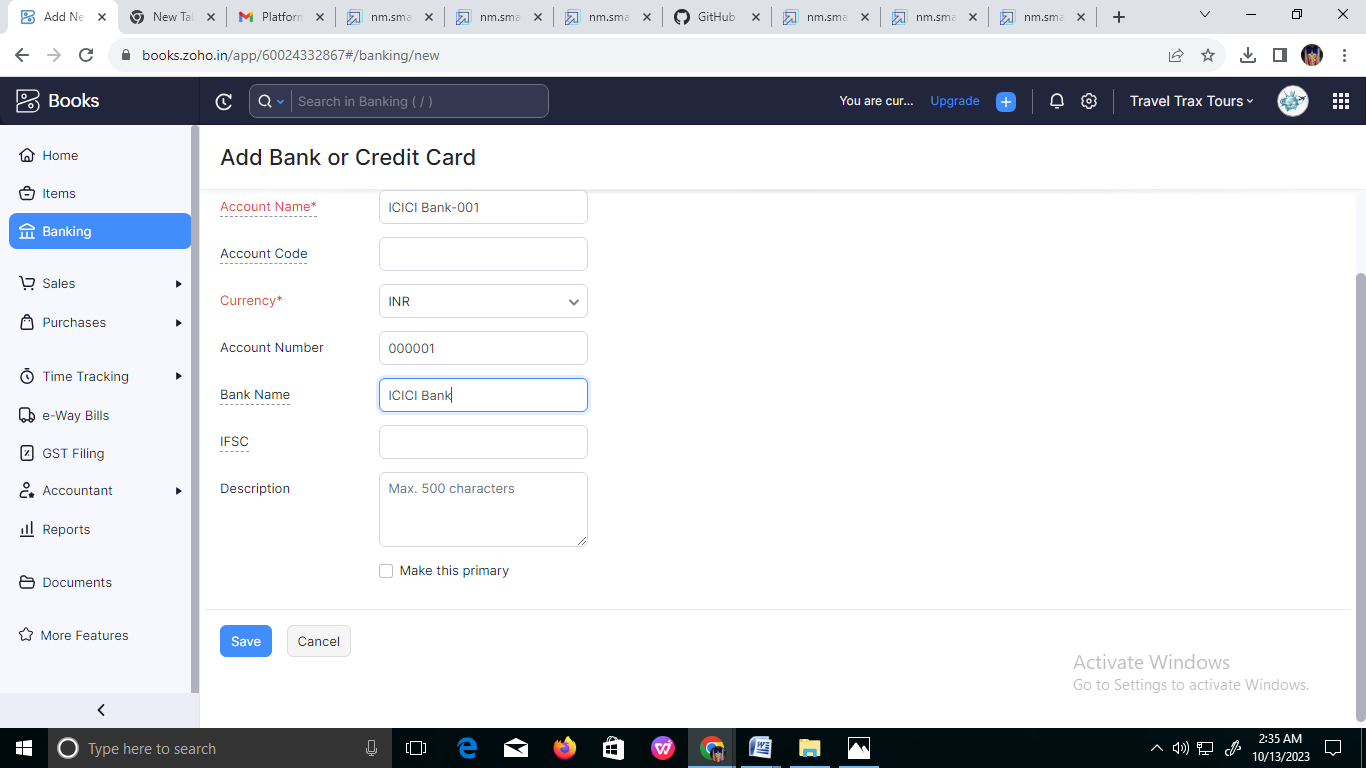 Add Ne
New Tal
Platform
nm.sma
nm.sma
nm.sma
GitHub
nm.sma
nm.sma
nm.sma
books.zoho.in/app/60024332867#/banking/new
Books
Search in Banking ( / )
You are cur...
Upgrade
Travel Trax Tours
Home
Items
Banking
Sales
Purchases
Time Tracking
e-Way Bills
GST Filing
Accountant
Reports
Documents
More Features
Add Bank or Credit Card
Account Name* ICICI Bank-001
Account Code
Currency* INR
Account Number 000001
Bank Name ICICI Bank
IFSC
Description Max. 500 characters
Make this primary
Save Cancel
Activate Windows
Go to Settings to activate Windows.
Type here to search
2:35 AM
10/13/2023